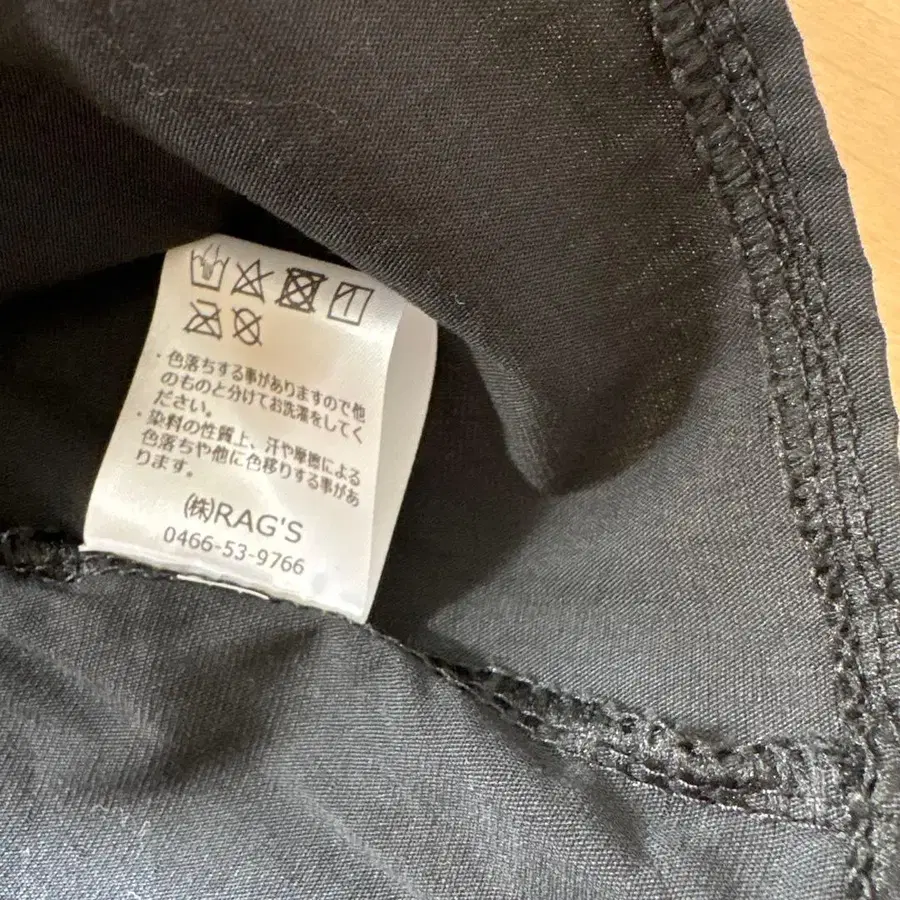 ・色落ちする事がありますので他
のものと分けてお洗濯をしてく
ださい。
・染料の性質上、汗や摩擦による
色落ちや他に色移りする事があ
ります。
㈱RAG'S
0466-53-9766